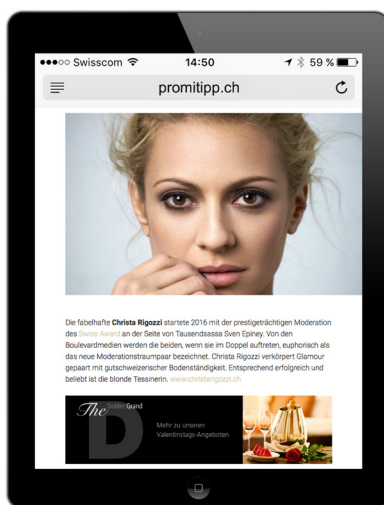 Swisscom 14:50 59 %
promitipp.ch
Die fabelhafte Christa Rigozzi startete 2016 mit der prestigeträchtigen Moderation
des Swiss Award an der Seite von Tausendsassa Sven Epiney. Von den
Boulevardmedien werden die beiden, wenn sie im Doppel auftreten, euphorisch als
das neue Moderationstraumpaar bezeichnet. Christa Rigozzi verkörpert Glamour
gepaart mit gutschweizerischer Bodenständigkeit. Entsprechend erfolgreich und
beliebt ist die blonde Tessinerin. www.christarigozzi.ch
The Dolder Grand
D
Mehr zu unseren
Valentinstags-Angeboten